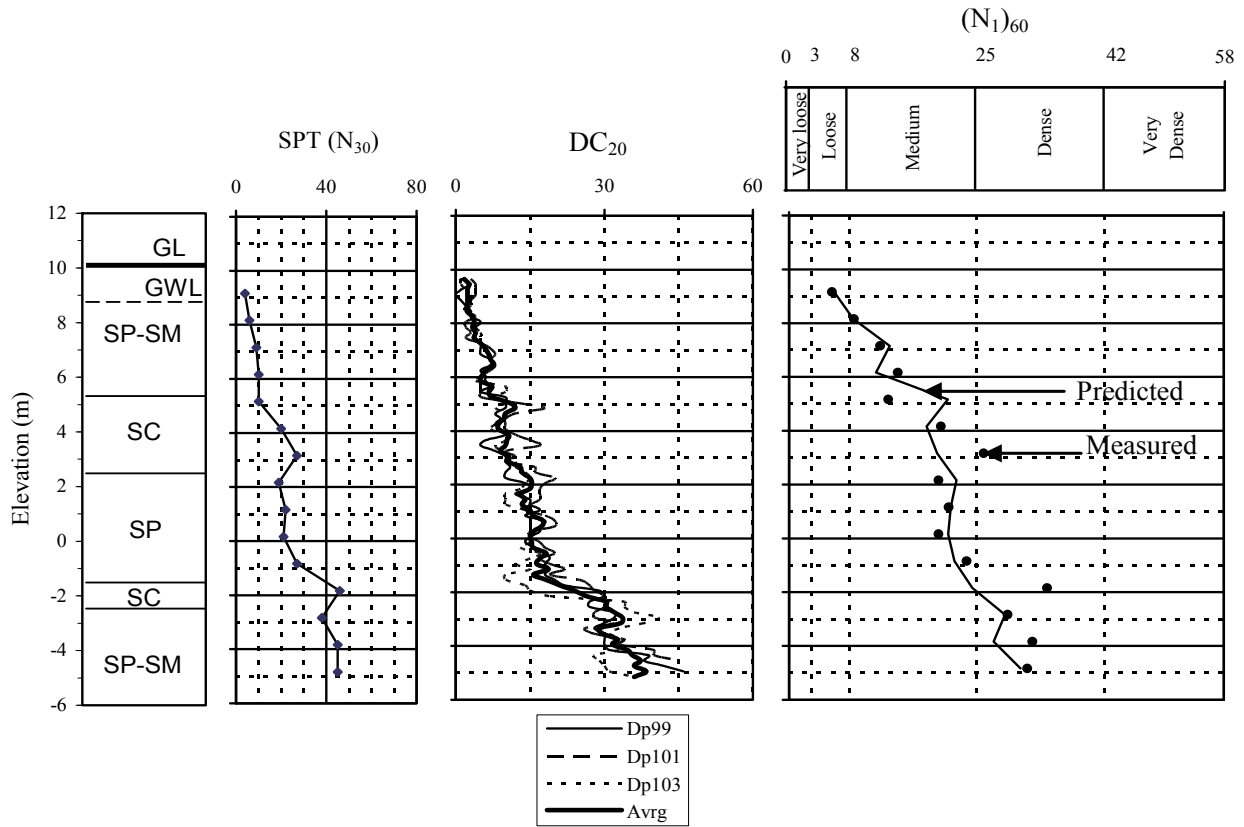 (N₁)₆₀
0 3 8 25 42 58
Very loose
Loose
Medium
Dense
Very
Dense
SPT (N₃₀)
0 40 80
DC₂₀
0 30 60
Elevation (m)
12
10
8
6
4
2
0
-2
-4
-6
GL
GWL
SP-SM
SC
SP
SC
SP-SM
Predicted
Measured
Dp99
Dp101
Dp103
Avrg